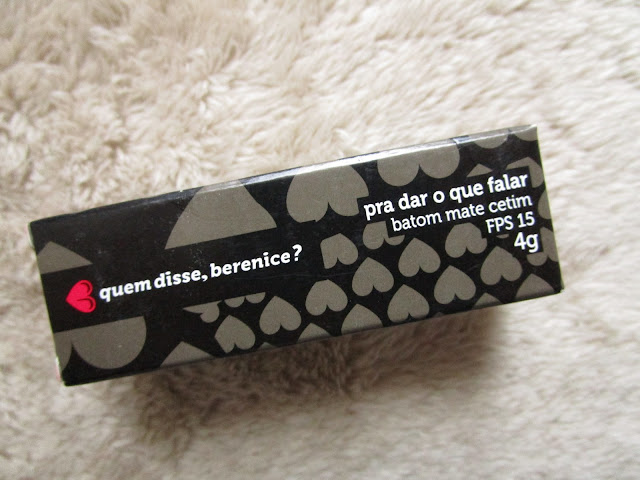 quem disse, berenice?
pra dar o que falar
batom mate cetim
FPS 15
4g